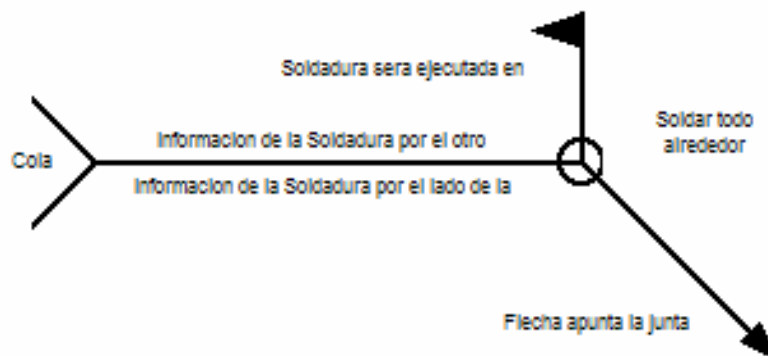 Soldadura sera ejecutada en
Soldar todo
alrededor
Informacion de la Soldadura por el otro
Cola
Informacion de la Soldadura por el lado de la
Flecha apunta la junta